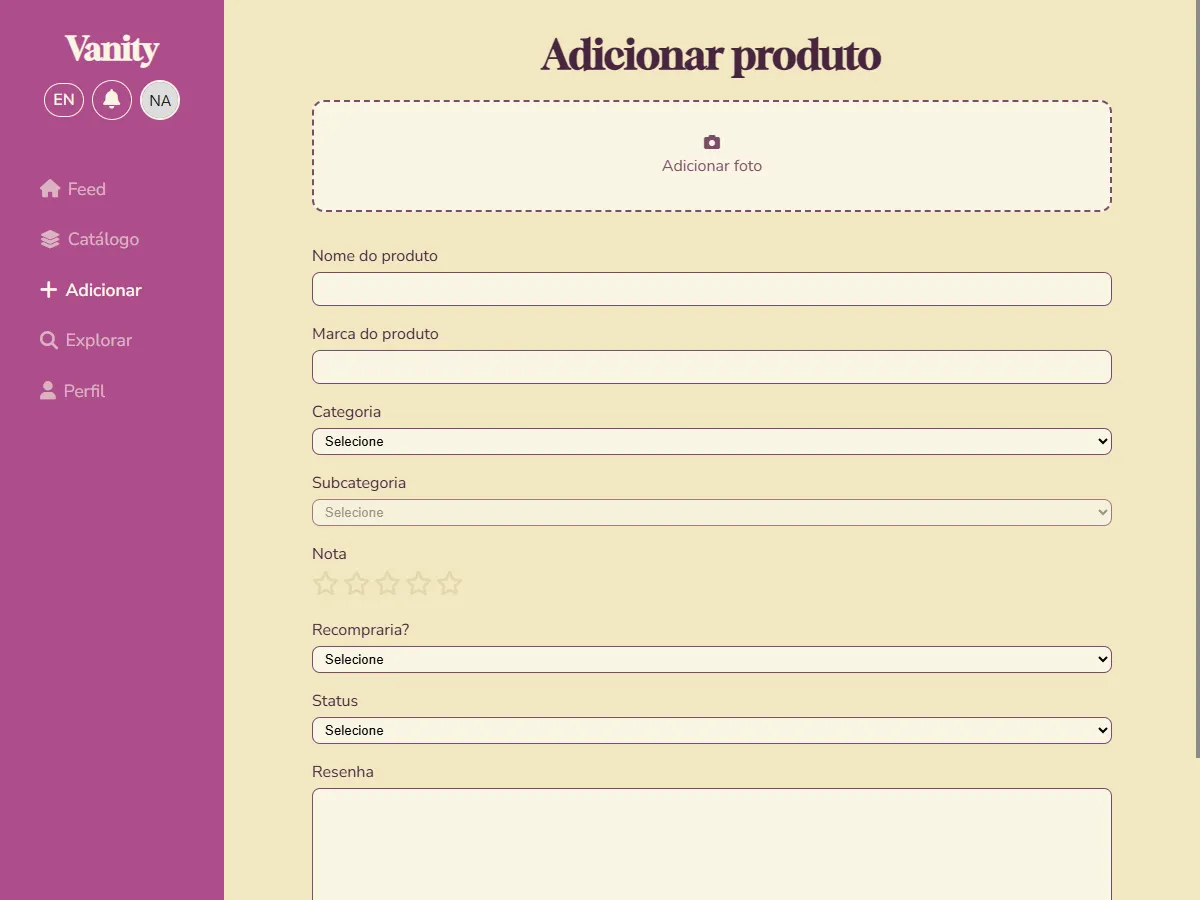 Vanity
EN
NA
Feed
Catálogo
Adicionar
Explorar
Perfil
Adicionar produto
Adicionar foto
Nome do produto
Marca do produto
Categoria
Selecione
Subcategoria
Selecione
Nota
Recompraria?
Selecione
Status
Selecione
Resenha